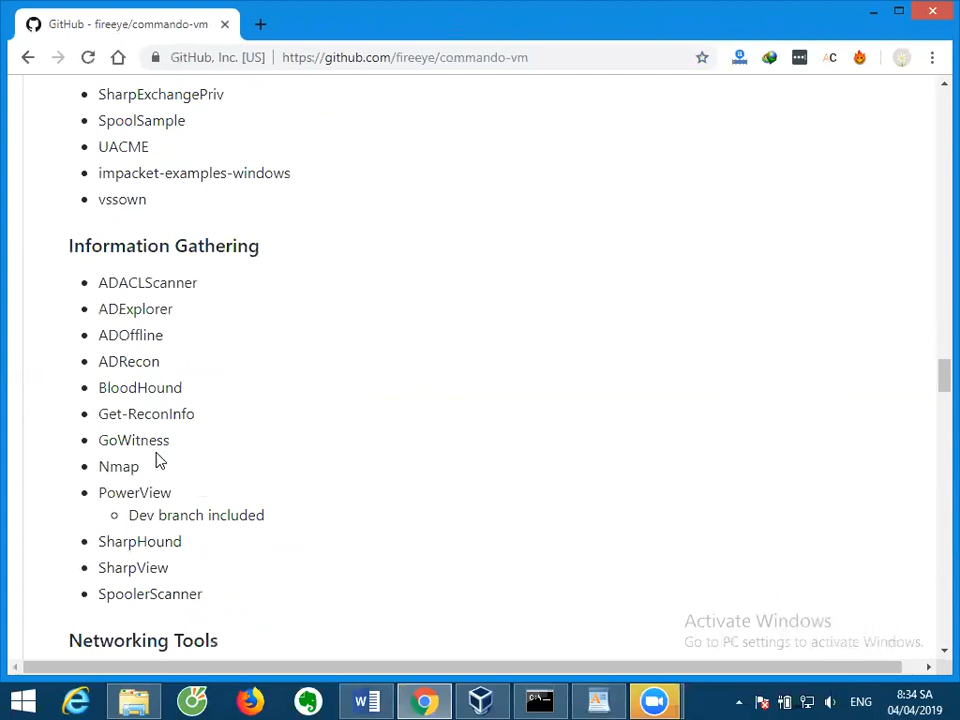 GitHub - fireeye/commando-vm
GitHub, Inc. [US]
https://github.com/fireeye/commando-vm
AC
SharpExchangePriv
SpoolSample
UACME
impacket-examples-windows
vssown
Information Gathering
ADACLScanner
ADExplorer
ADOffline
ADRecon
BloodHound
Get-ReconInfo
GoWitness
Nmap
PowerView
Dev branch included
SharpHound
SharpView
SpoolerScanner
Networking Tools
Activate Windows
Go to PC settings to activate Windows.
ENG
8:34 SA
04/04/2019